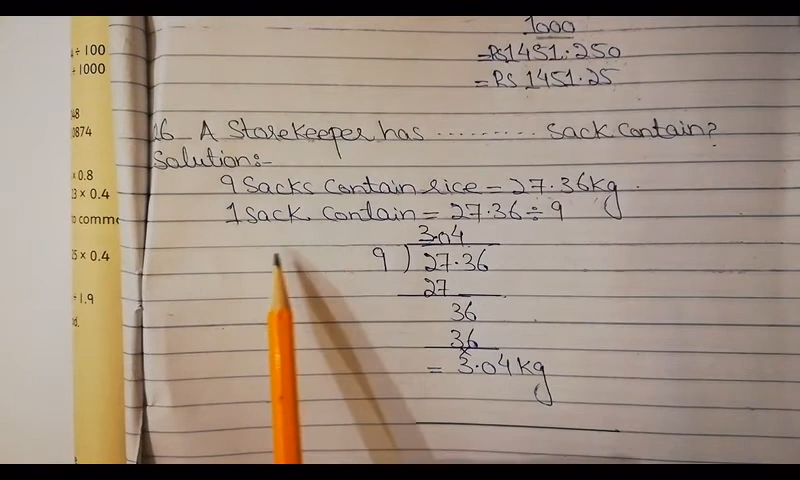 ÷ 100
÷ 1000
48
0874
x 0.8
3 x 0.4
to comm
5 x 0.4
÷ 1.9
1000
=RS1451.250
=RS 1451.25
26 A Storekeeper has ......... Sack Contain?
Solution:-
9 Sacks Contain rice = 27.36kg.
1 Sack Contain = 27.36 ÷ 9
3.04
9 ) 27.36
27
36
36
x
= 3.04kg